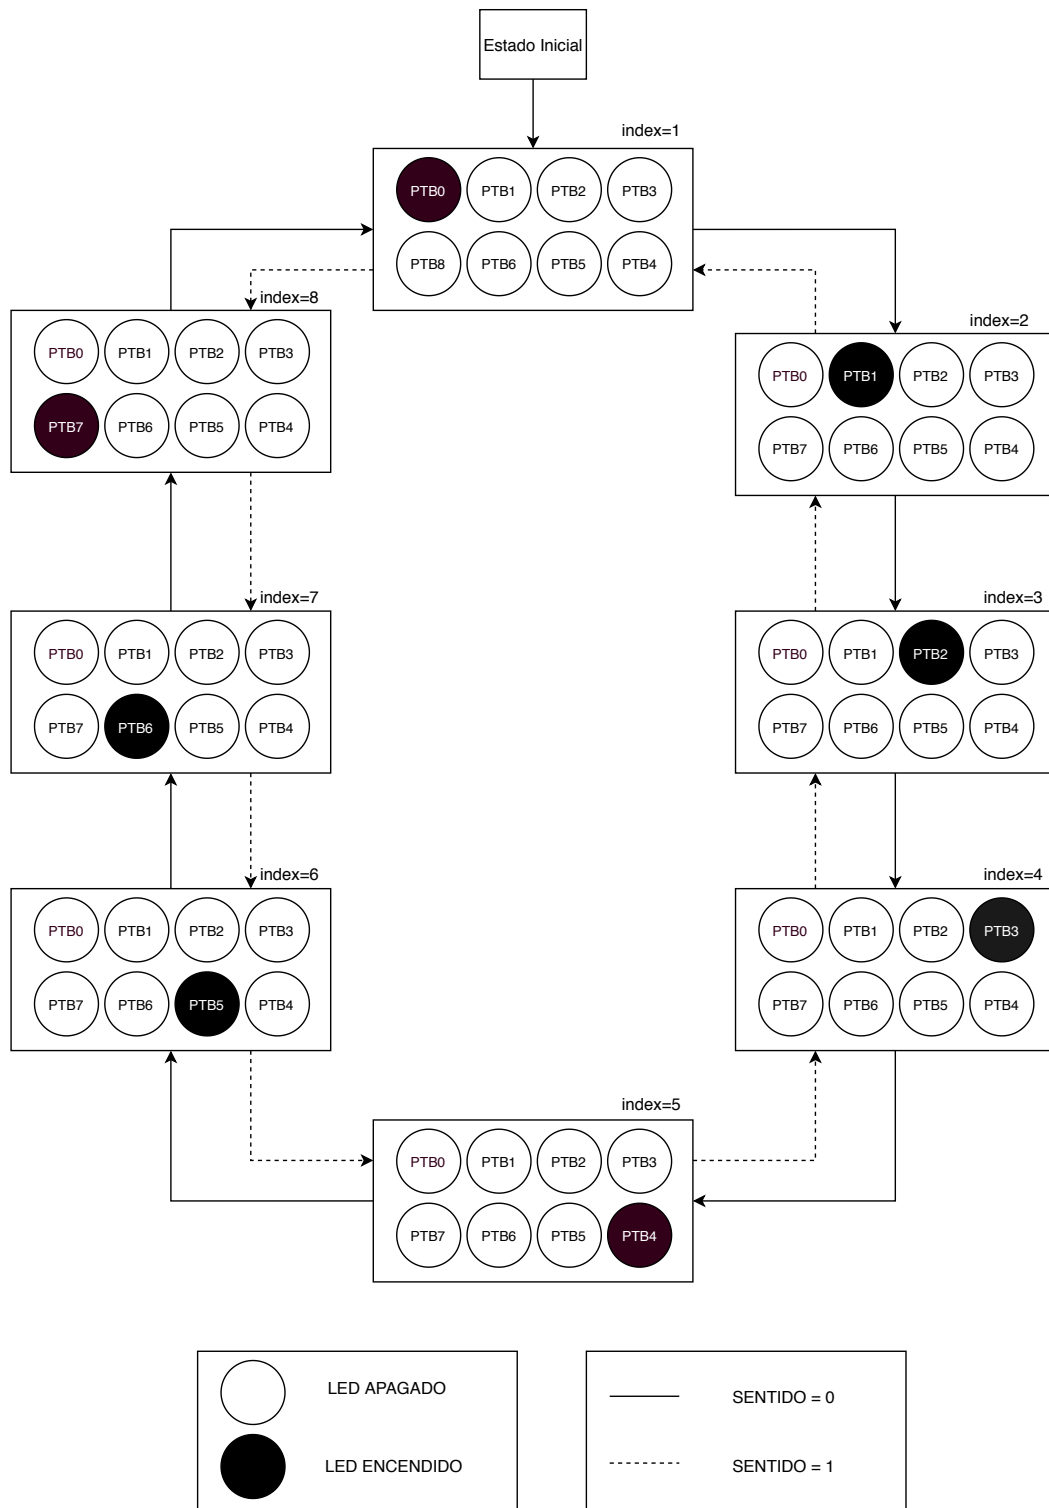 Estado Inicial
index=1
PTB0 PTB1 PTB2 PTB3
PTB8 PTB6 PTB5 PTB4
index=8
PTB0 PTB1 PTB2 PTB3
PTB7 PTB6 PTB5 PTB4
index=2
PTB0 PTB1 PTB2 PTB3
PTB7 PTB6 PTB5 PTB4
index=7
PTB0 PTB1 PTB2 PTB3
PTB7 PTB6 PTB5 PTB4
index=3
PTB0 PTB1 PTB2 PTB3
PTB7 PTB6 PTB5 PTB4
index=6
PTB0 PTB1 PTB2 PTB3
PTB7 PTB6 PTB5 PTB4
index=4
PTB0 PTB1 PTB2 PTB3
PTB7 PTB6 PTB5 PTB4
index=5
PTB0 PTB1 PTB2 PTB3
PTB7 PTB6 PTB5 PTB4
LED APAGADO
LED ENCENDIDO
SENTIDO = 0
SENTIDO = 1